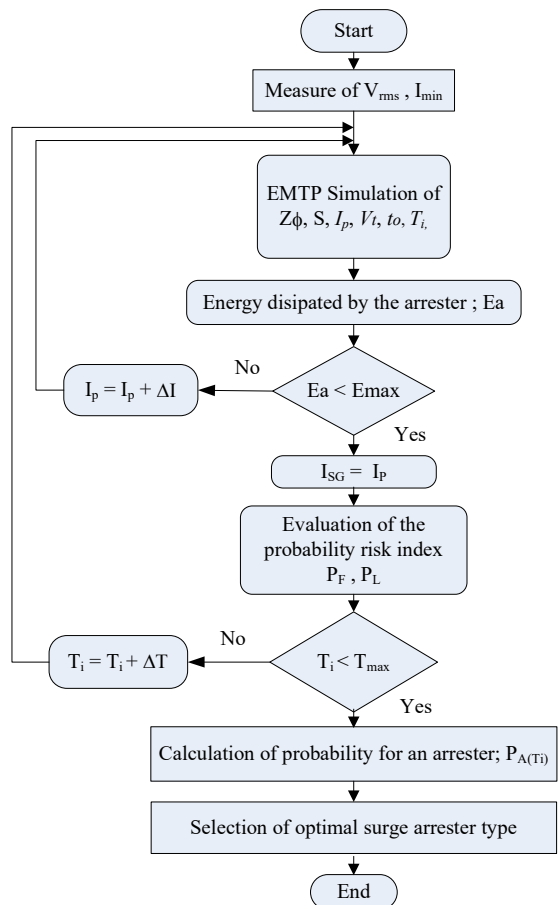 Start
Measure of Vrms , Imin
EMTP Simulation of
Zϕ, S, Ip, Vt, to, Ti,
Energy disipated by the arrester ; Ea
No
Ip = Ip + ΔI
Ea < Emax
Yes
ISG = IP
Evaluation of the
probability risk index
PF , PL
No
Ti = Ti + ΔT
Ti < Tmax
Yes
Calculation of probability for an arrester; PA(Ti)
Selection of optimal surge arrester type
End